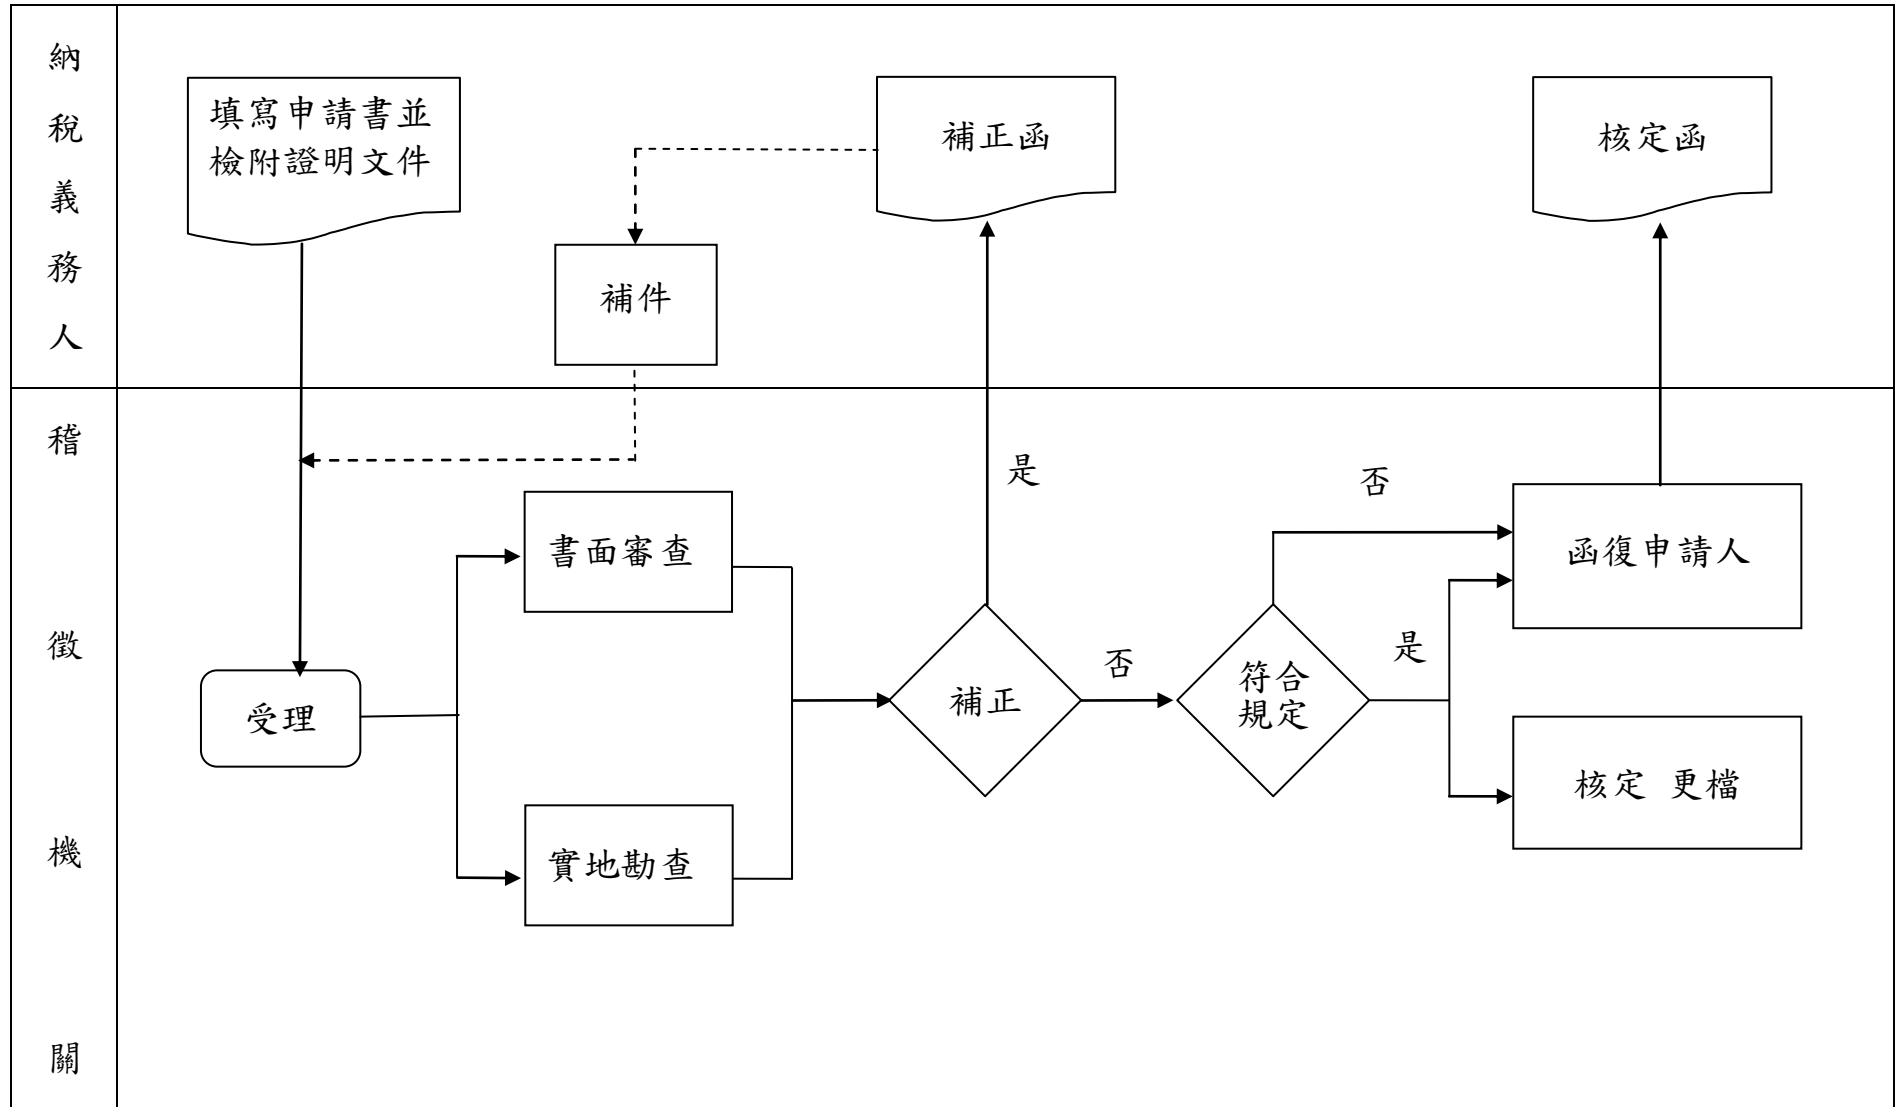 納稅義務人
填寫申請書並
檢附證明文件
補正函
核定函
補件
稽徵機關
是
否
書面審查
函復申請人
否
是
受理
補正
符合
規定
核定 更檔
實地勘查